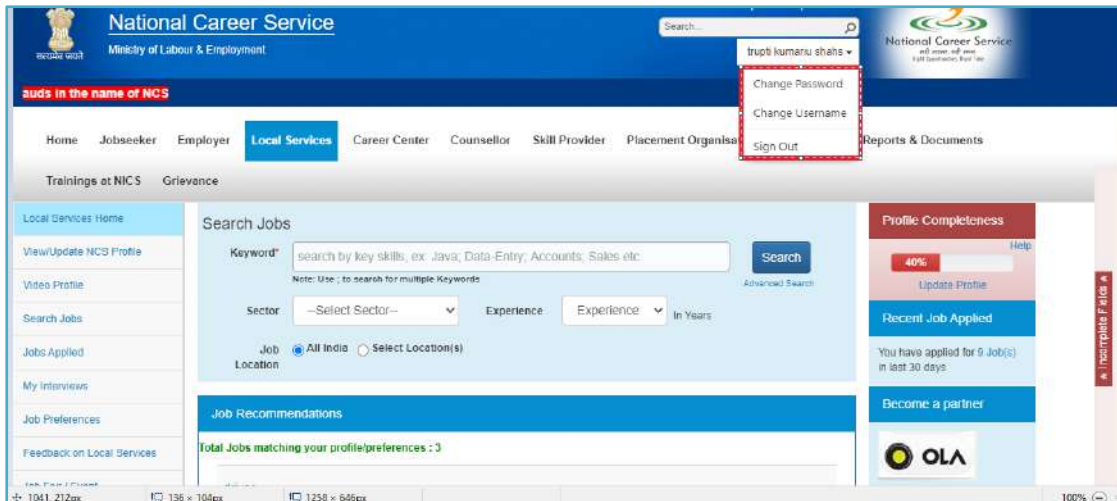 National Career Service
Ministry of Labour & Employment
Search...
trupti kumariu shahs
Change Password
Change Username
Sign Out
National Career Service
auds in the name of NCS
Home Jobseeker Employer Local Services Career Center Counsellor Skill Provider Placement Organisa Reports & Documents
Trainings at NICS Grievance
Local Services Home
View/Update NCS Profile
Video Profile
Search Jobs
Jobs Applied
My Interviews
Job Preferences
Feedback on Local Services
Search Jobs
Keyword*
search by key skills, ex: Java; Data-Entry; Accounts; Sales etc.
Search
Note: Use ; to search for multiple Keywords
Advanced Search
Sector --Select Sector-- Experience Experience In Years
Job Location All India Select Location(s)
Job Recommendations
Total Jobs matching your profile/preferences : 3
Profile Completeness
Help
40%
Update Profile
Recent Job Applied
You have applied for 9 Job(s)
in last 30 days
Become a partner
OLA
Incomplete Fields
1041, 212px 136 × 104px 1258 × 646px 100%